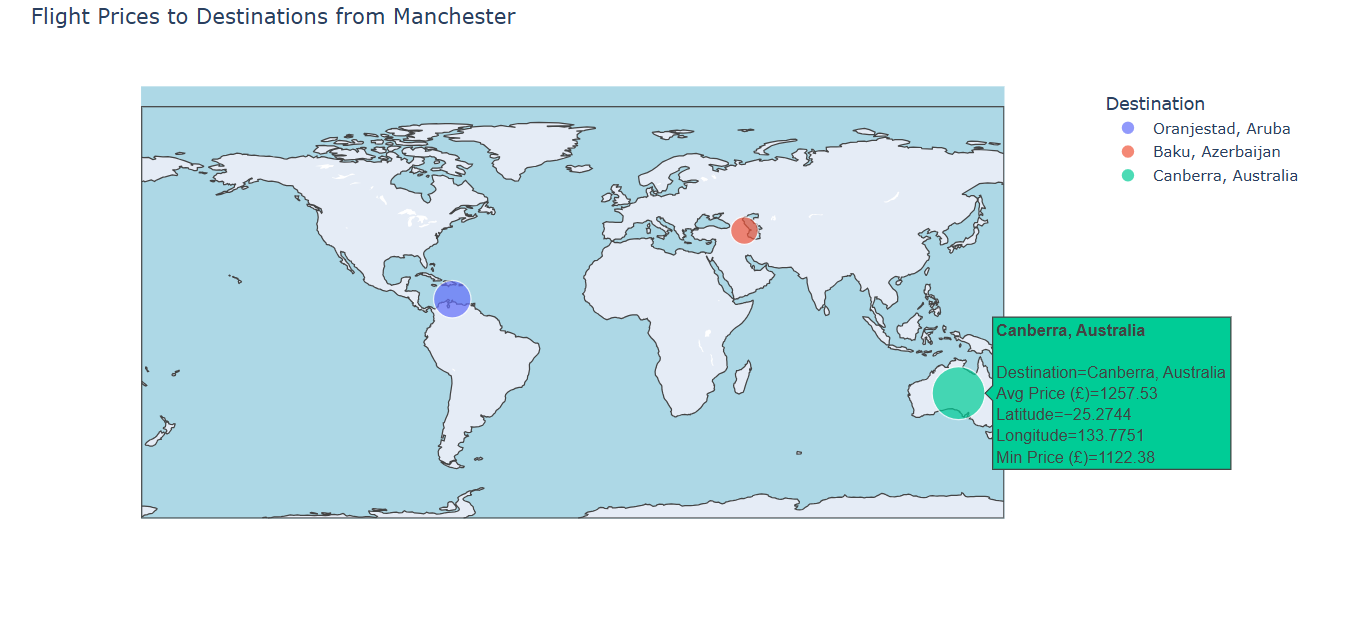 Flight Prices to Destinations from Manchester
Destination
Oranjestad, Aruba
Baku, Azerbaijan
Canberra, Australia
Canberra, Australia
Destination=Canberra, Australia
Avg Price (£)=1257.53
Latitude=−25.2744
Longitude=133.7751
Min Price (£)=1122.38